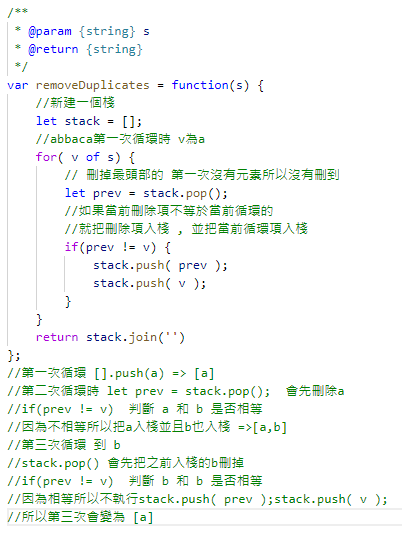 /**
 * @param {string} s
 * @return {string}
 */
var removeDuplicates = function(s) {
    //新建一個棧
    let stack = [];
    //abbaca第一次循環時 v為a
    for( v of s) {
        // 刪掉最頭部的 第一次沒有元素所以沒有刪到
        let prev = stack.pop();
        //如果當前刪除項不等於當前循環的
        //就把刪除項入棧 , 並把當前循環項入棧
        if(prev != v) {
            stack.push( prev );
            stack.push( v );
        }
    }
    return stack.join('')
};
//第一次循環 [].push(a) => [a]
//第二次循環時 let prev = stack.pop();  會先刪除a
//if(prev != v)  判斷 a 和 b 是否相等
//因為不相等所以把a入棧並且b也入棧 =>[a,b]
//第三次循環 到 b
//stack.pop() 會先把之前入棧的b刪掉
//if(prev != v)  判斷 b 和 b 是否相等
//因為相等所以不執行stack.push( prev );stack.push( v );
//所以第三次會變為 [a]